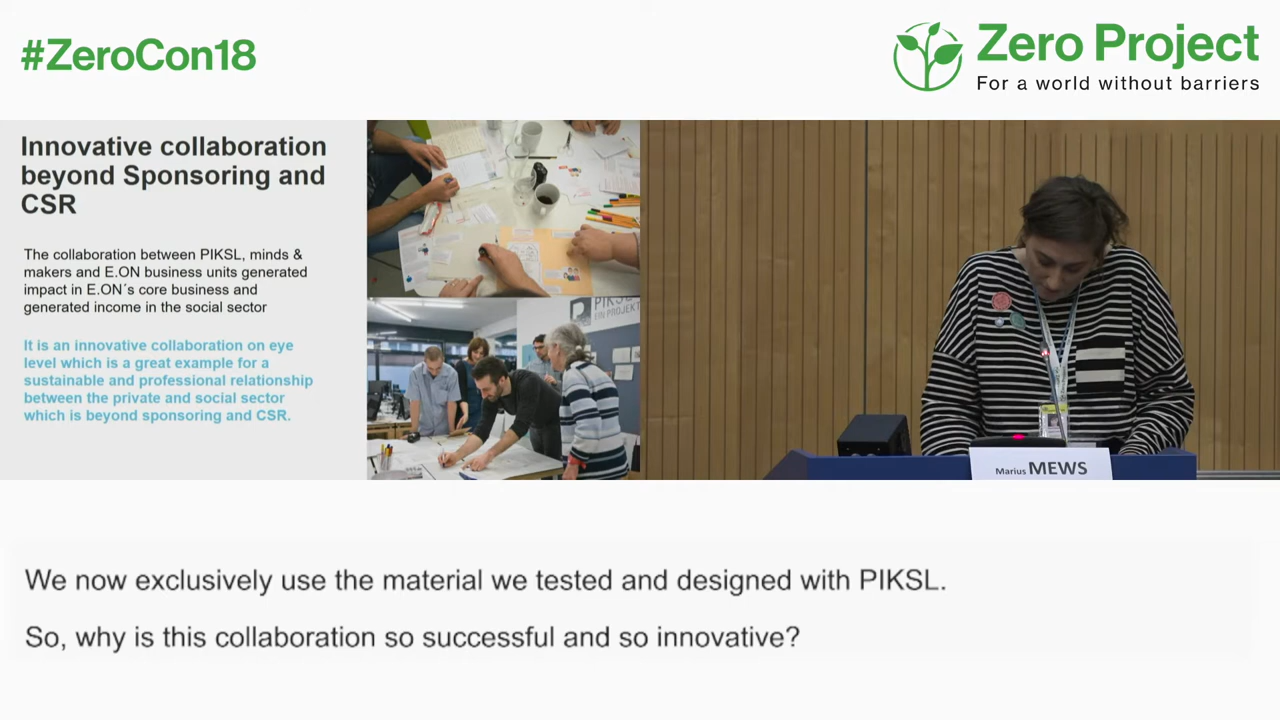 #ZeroCon18
Zero Project
For a world without barriers
Innovative collaboration
beyond Sponsoring and
CSR
The collaboration between PIKSL, minds &
makers and E.ON business units generated
impact in E.ON´s core business and
generated income in the social sector
It is an innovative collaboration on eye
level which is a great example for a
sustainable and professional relationship
between the private and social sector
which is beyond sponsoring and CSR.
PIKSL
EIN PROJEKT
Marius MEWS
We now exclusively use the material we tested and designed with PIKSL.
So, why is this collaboration so successful and so innovative?